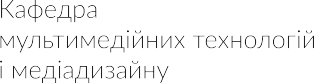 Кафедра
мультимедійних технологій
і медіадизайну